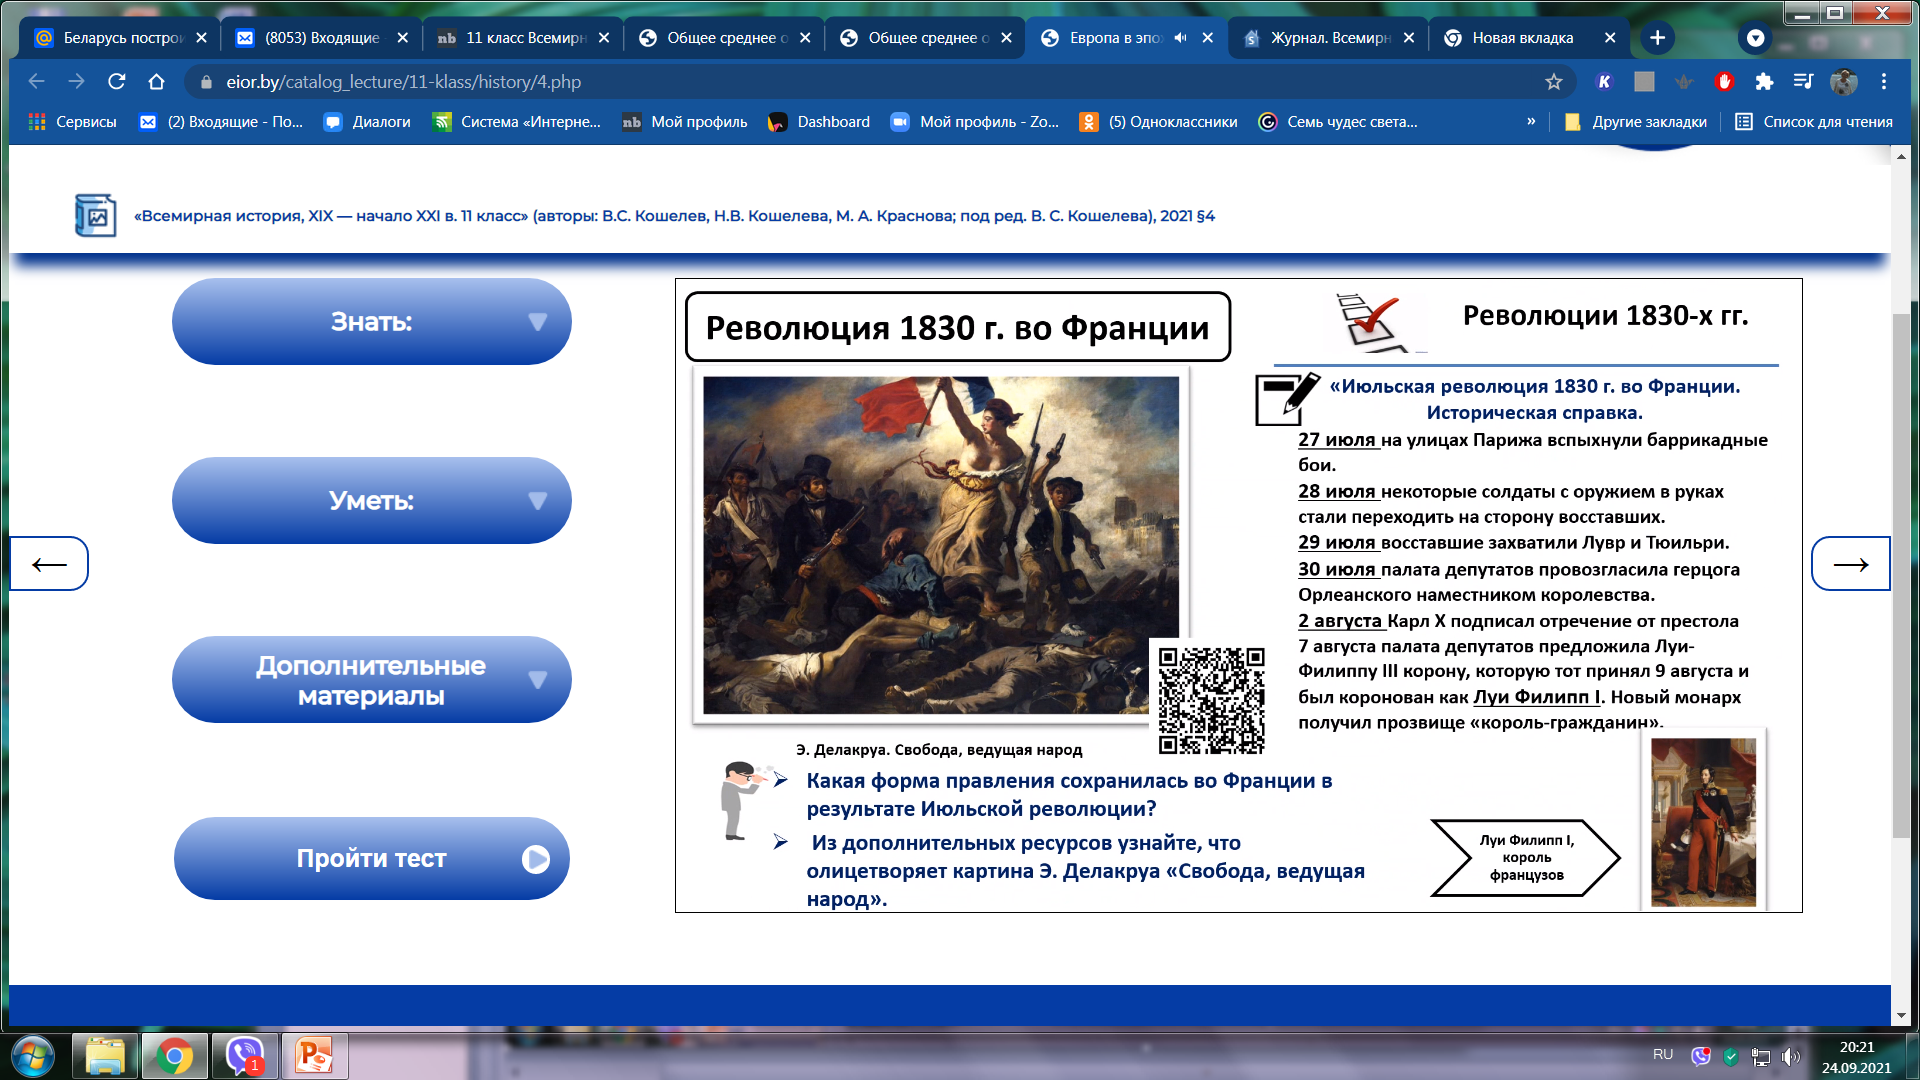 Беларусь построи
(8053) Входящие -
11 класс Всемирн
Общее среднее о
Общее среднее о
Европа в эпох
Журнал. Всемирн
Новая вкладка
eior.by/catalog_lecture/11-klass/history/4.php
Сервисы
(2) Входящие - По...
Диалоги
Система «Интерне...
Мой профиль
Dashboard
Мой профиль - Zo...
(5) Одноклассники
Семь чудес света...
»
Другие закладки
Список для чтения
«Всемирная история, XIX — начало XXI в. 11 класс» (авторы: В.С. Кошелев, Н.В. Кошелева, М. А. Краснова; под ред. В. С. Кошелева), 2021 §4
Знать:
Уметь:
Дополнительные
материалы
Пройти тест
←
→
Революция 1830 г. во Франции
Э. Делакруа. Свобода, ведущая народ
Какая форма правления сохранилась во Франции в
результате Июльской революции?
Из дополнительных ресурсов узнайте, что
олицетворяет картина Э. Делакруа «Свобода, ведущая
народ».
Революции 1830-х гг.
«Июльская революция 1830 г. во Франции.
Историческая справка.
27 июля на улицах Парижа вспыхнули баррикадные
бои.
28 июля некоторые солдаты с оружием в руках
стали переходить на сторону восставших.
29 июля восставшие захватили Лувр и Тюильри.
30 июля палата депутатов провозгласила герцога
Орлеанского наместником королевства.
2 августа Карл X подписал отречение от престола
7 августа палата депутатов предложила Луи-
Филиппу III корону, которую тот принял 9 августа и
был коронован как Луи Филипп I. Новый монарх
получил прозвище «король-гражданин».
Луи Филипп I,
король
французов
1
RU
20:21
24.09.2021